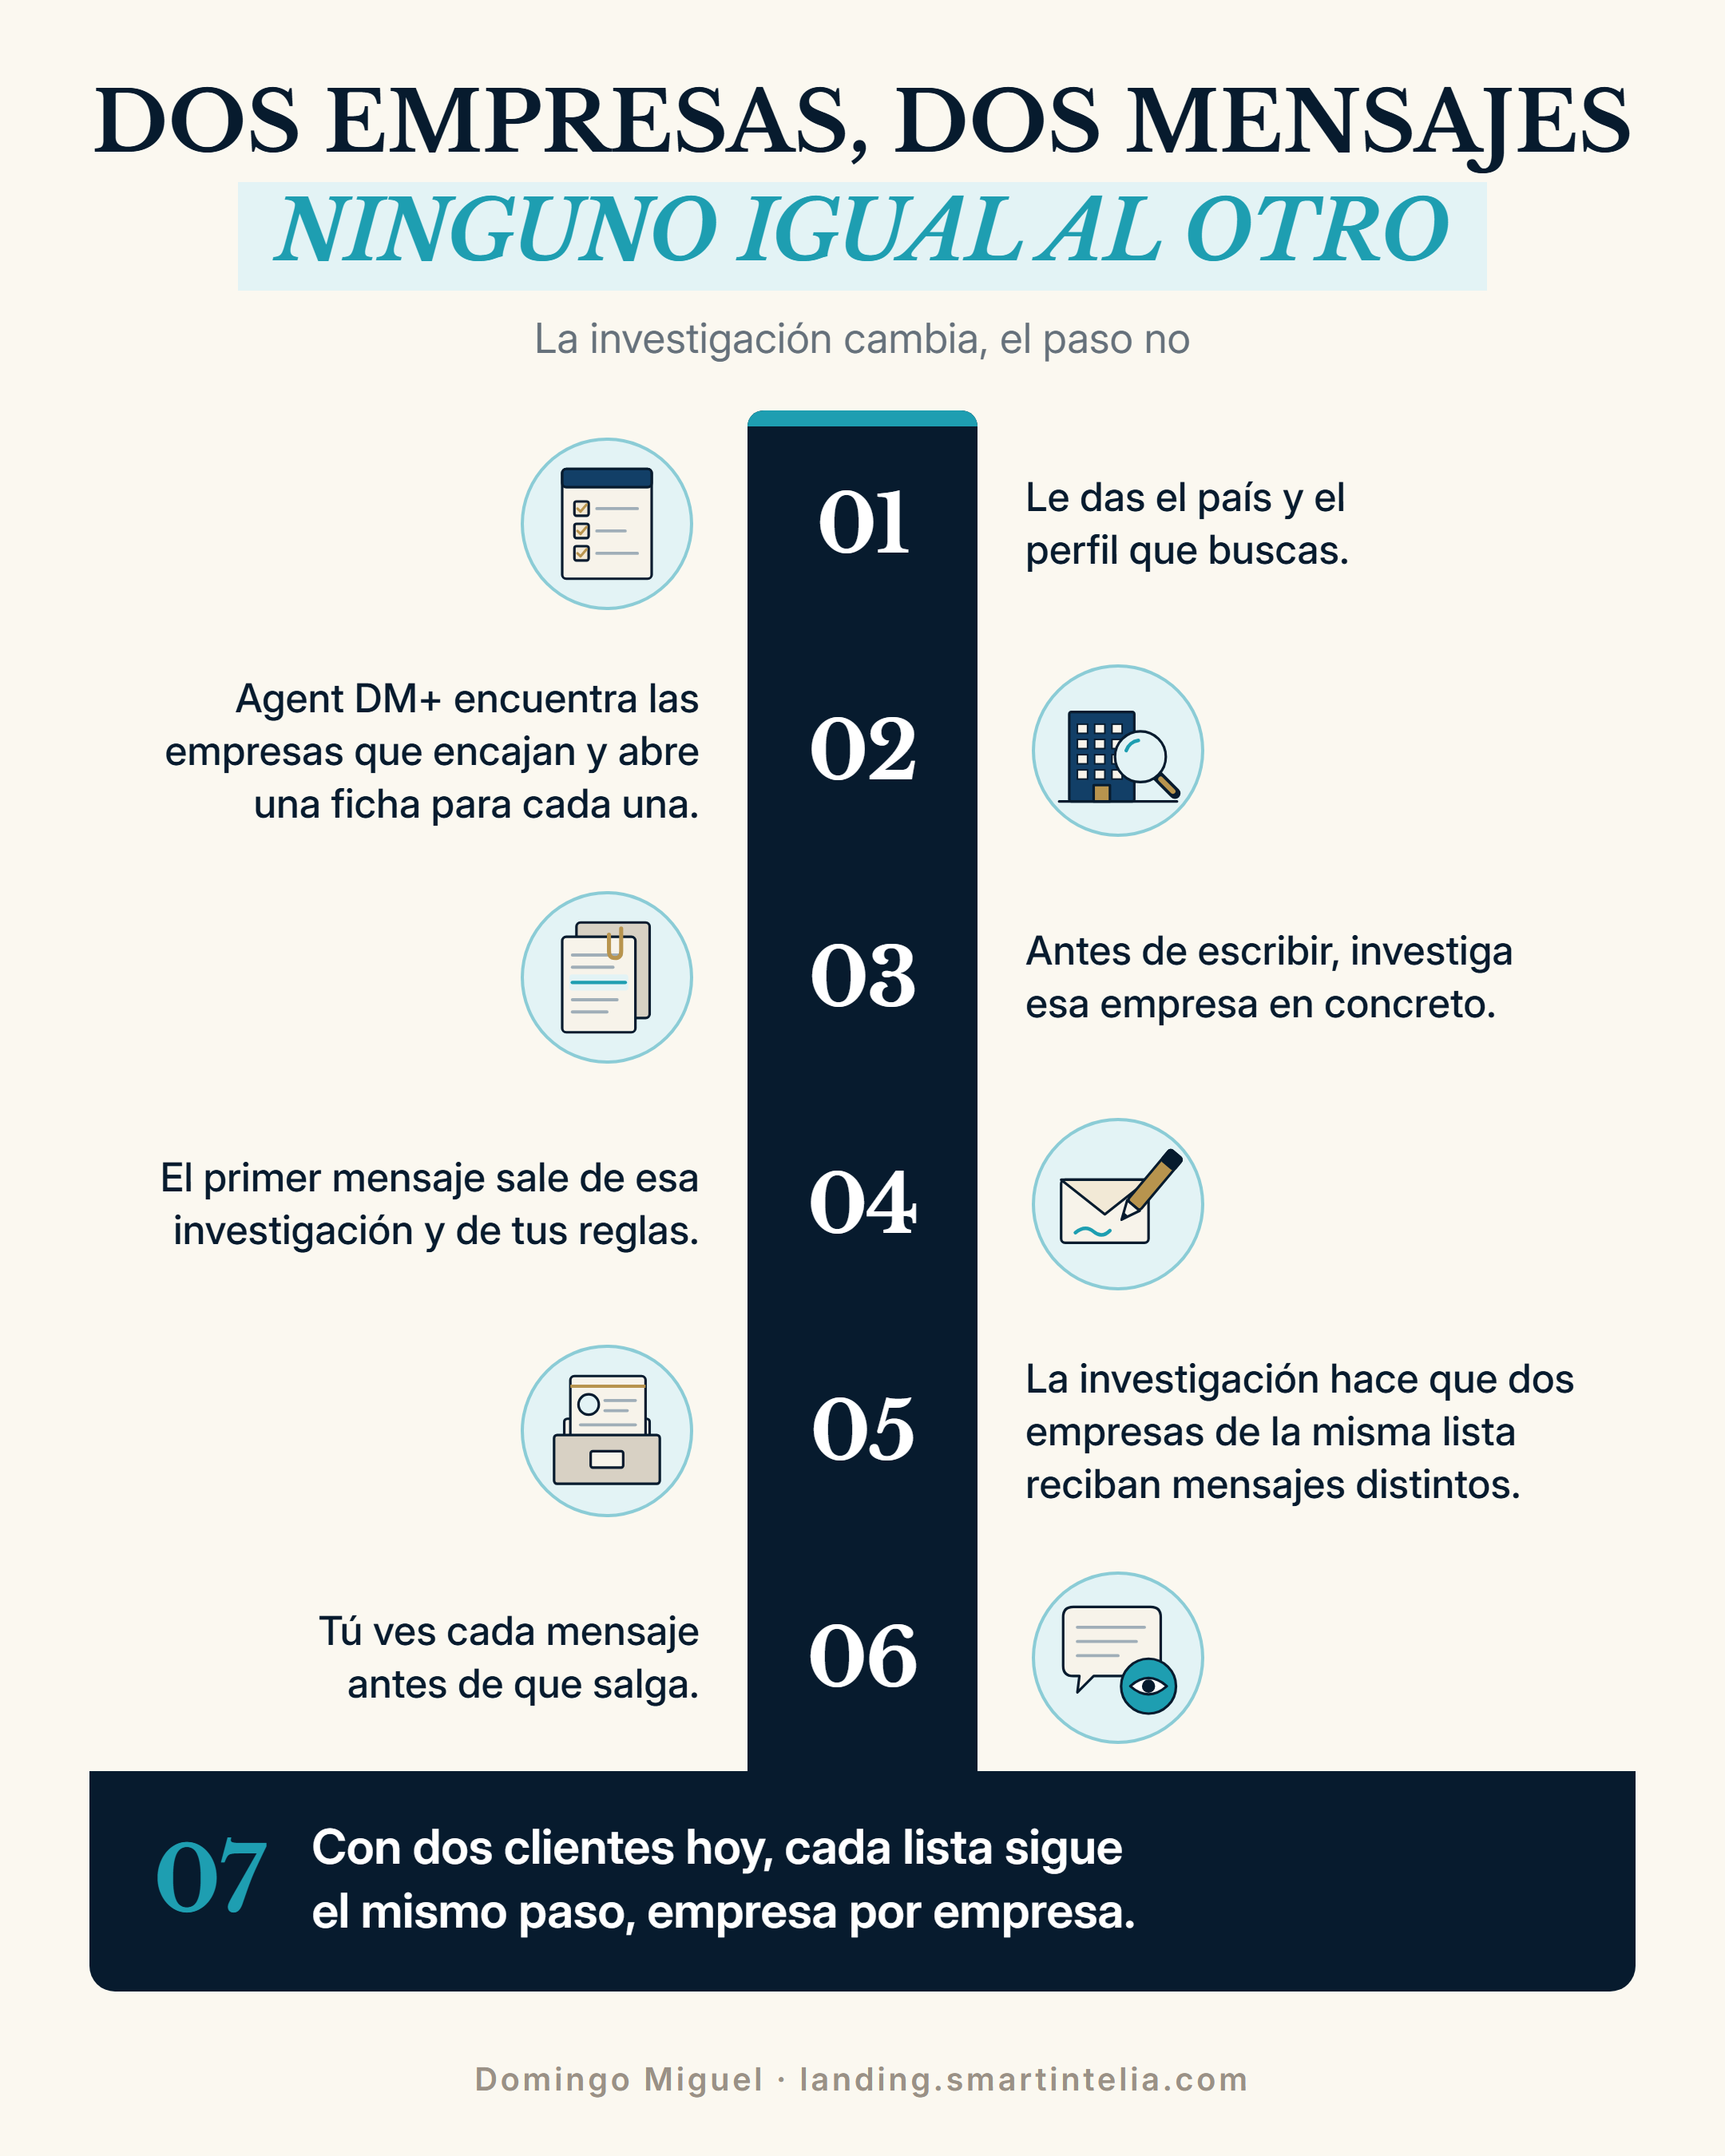 DOS EMPRESAS, DOS MENSAJES
NINGUNO IGUAL AL OTRO
La investigación cambia, el paso no
01
Le das el país y el
perfil que buscas.
Agent DM+ encuentra las
empresas que encajan y abre
una ficha para cada una.
02
03
Antes de escribir, investiga
esa empresa en concreto.
El primer mensaje sale de esa
investigación y de tus reglas.
04
05
La investigación hace que dos
empresas de la misma lista
reciban mensajes distintos.
Tú ves cada mensaje
antes de que salga.
06
07
Con dos clientes hoy, cada lista sigue
el mismo paso, empresa por empresa.
Domingo Miguel · landing.smartintelia.com